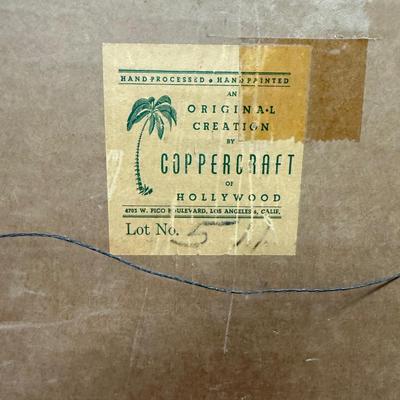 HAND PROCESSED • HAND PAINTED
AN
ORIGINAL
CREATION
BY
COPPERCRAFT
OF
HOLLYWOOD
4703 W. PICO BOULEVARD, LOS ANGELES 6, CALIF.
Lot No.